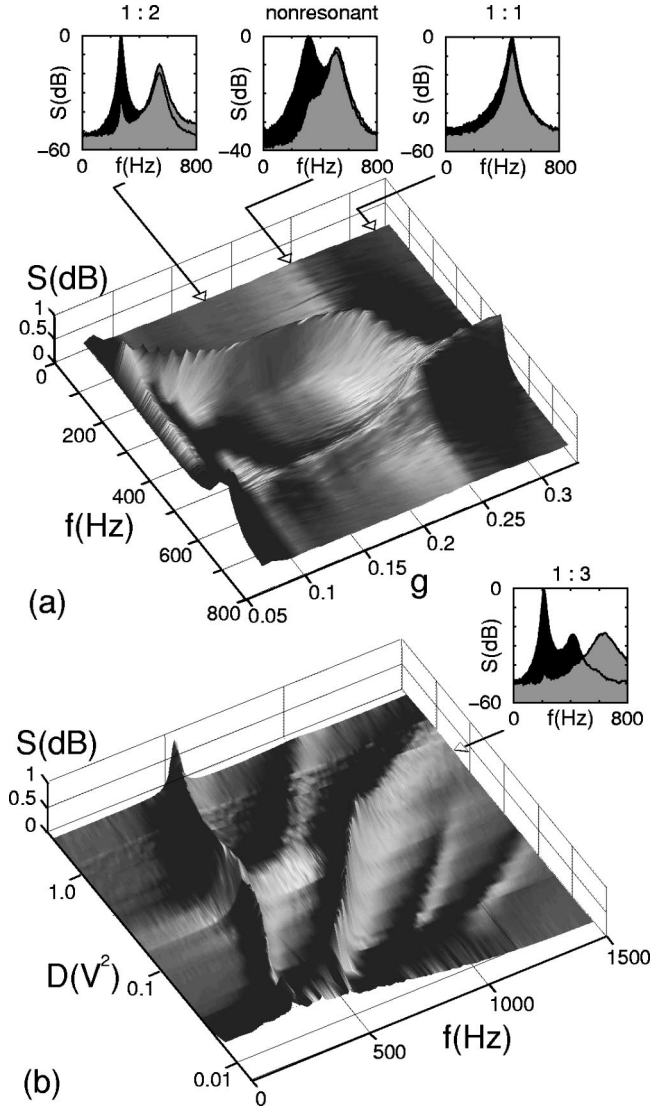 1 : 2 nonresonant 1 : 1
0 0 0
S(dB) S(dB) S (dB)
−60 −40 −60
0 f(Hz) 800 0 f(Hz) 800 0 f(Hz) 800
S(dB)
1
0.5
0
0
200
400
600
800
f(Hz)
0.05
0.1
0.15
0.2
0.25
0.3
g
(a)
1 : 3
0
S(dB)
−60
0 f(Hz) 800
S(dB)
1
0.5
0
1.0
D(V²) 0.1
0.01
0
500
1000
1500
f(Hz)
(b)